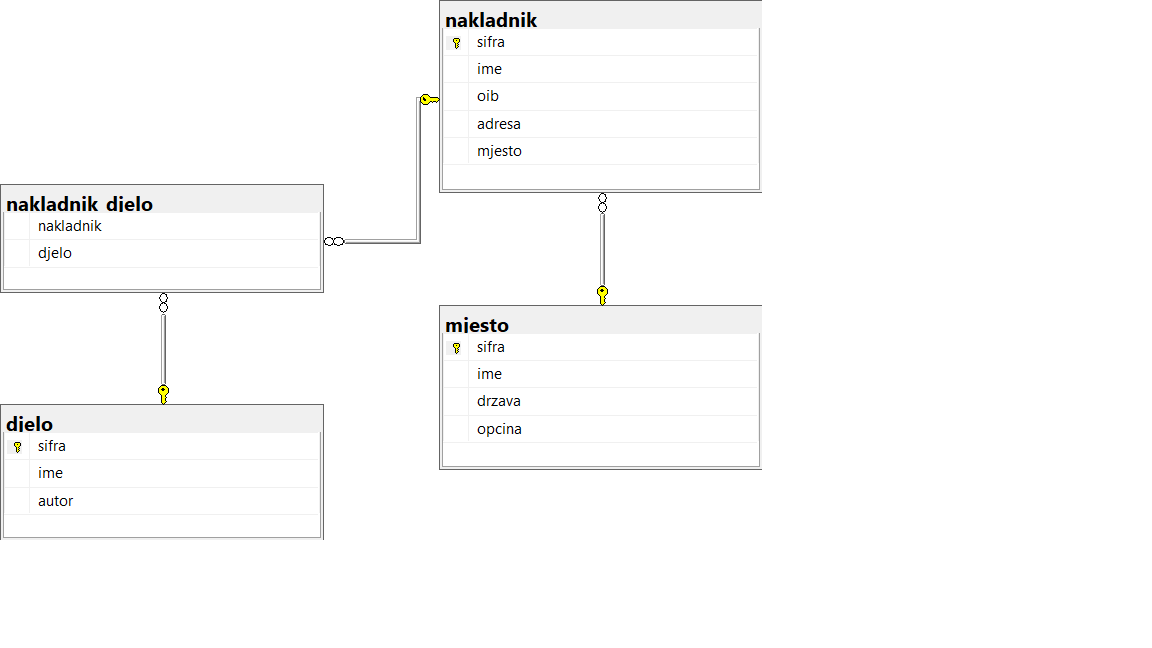 nakladnik
sifra
ime
oib
adresa
mjesto
nakladnik_djelo
nakladnik
djelo
mjesto
sifra
ime
drzava
opcina
djelo
sifra
ime
autor